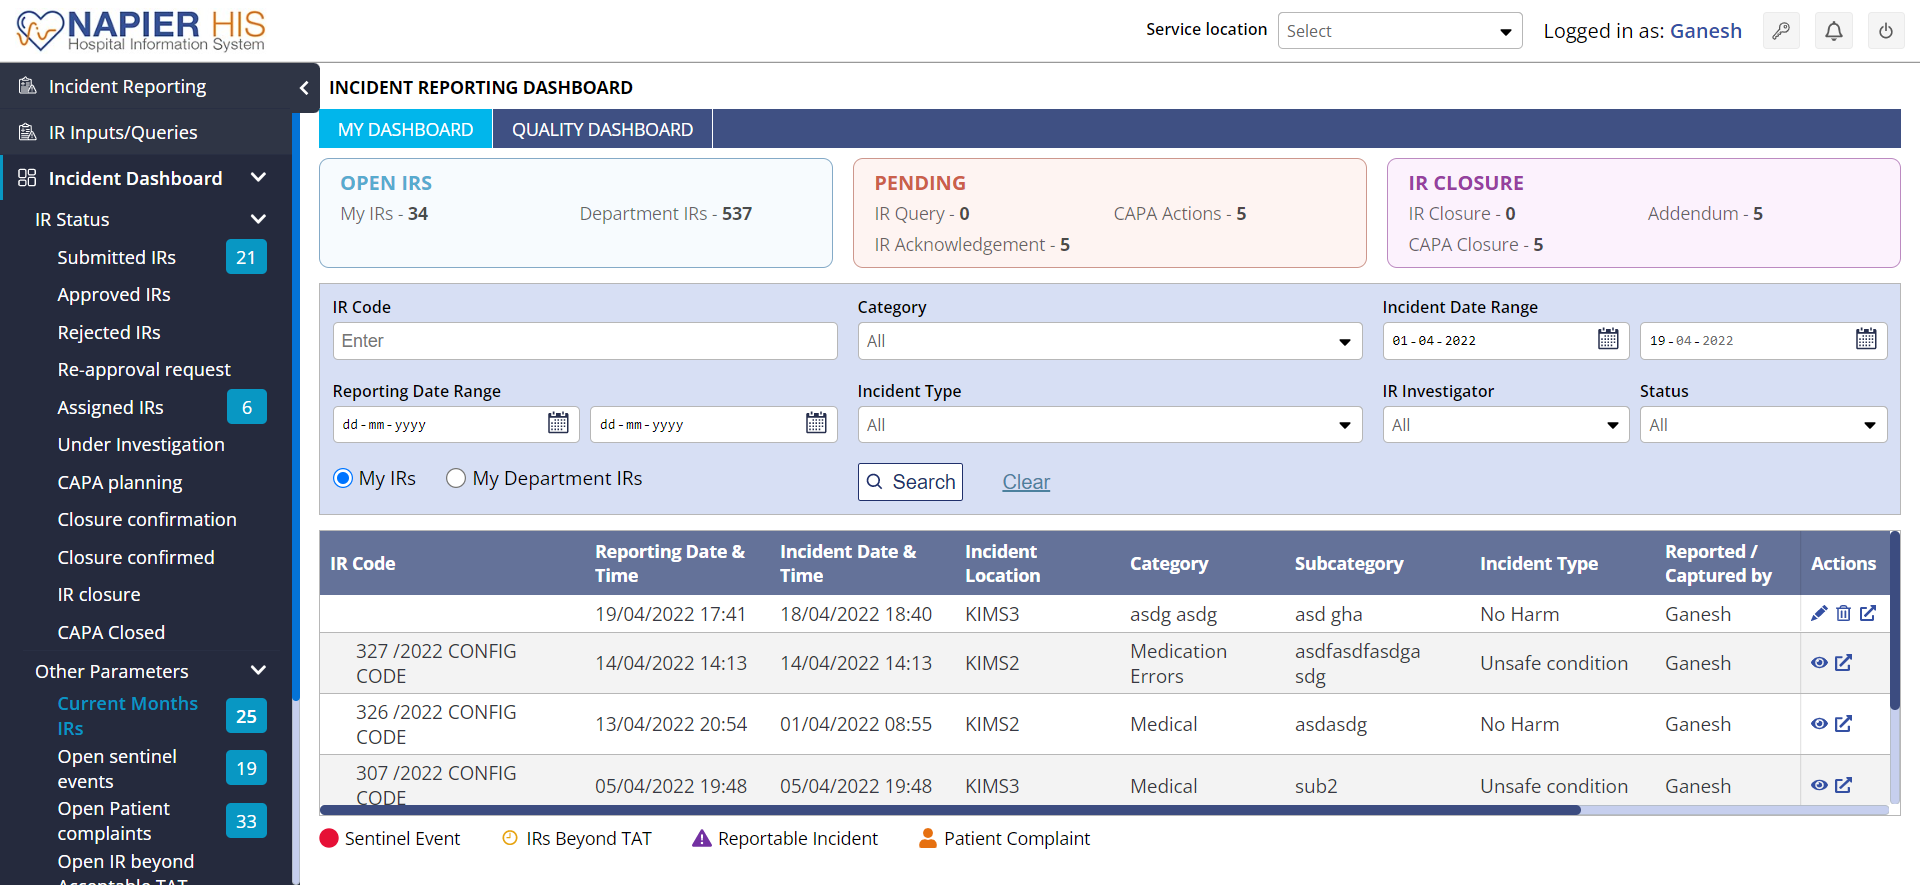 NAPIER HIS
Hospital Information System
Service location
Select
Logged in as: Ganesh
Incident Reporting
IR Inputs/Queries
Incident Dashboard
IR Status
Submitted IRs 21
Approved IRs
Rejected IRs
Re-approval request
Assigned IRs 6
Under Investigation
CAPA planning
Closure confirmation
Closure confirmed
IR closure
CAPA Closed
Other Parameters
Current Months
IRs
25
Open sentinel
events
19
Open Patient
complaints
33
Open IR beyond
Acceptable TAT
INCIDENT REPORTING DASHBOARD
MY DASHBOARD QUALITY DASHBOARD
OPEN IRS
My IRs - 34 Department IRs - 537
PENDING
IR Query - 0 CAPA Actions - 5
IR Acknowledgement - 5
IR CLOSURE
IR Closure - 0 Addendum - 5
CAPA Closure - 5
IR Code Category Incident Date Range
Enter All 01-04-2022 19-04-2022
Reporting Date Range Incident Type IR Investigator Status
dd-mm-yyyy dd-mm-yyyy All All All
My IRs My Department IRs Search Clear
IR Code Reporting Date & Time Incident Date & Time Incident Location Category Subcategory Incident Type Reported / Captured by Actions
19/04/2022 17:41 18/04/2022 18:40 KIMS3 asdg asdg asd gha No Harm Ganesh
327 /2022 CONFIG CODE 14/04/2022 14:13 14/04/2022 14:13 KIMS2 Medication Errors asdfasdfasdga sdg Unsafe condition Ganesh
326 /2022 CONFIG CODE 13/04/2022 20:54 01/04/2022 08:55 KIMS2 Medical asdasdg No Harm Ganesh
307 /2022 CONFIG CODE 05/04/2022 19:48 05/04/2022 19:48 KIMS3 Medical sub2 Unsafe condition Ganesh
Sentinel Event IRs Beyond TAT Reportable Incident Patient Complaint